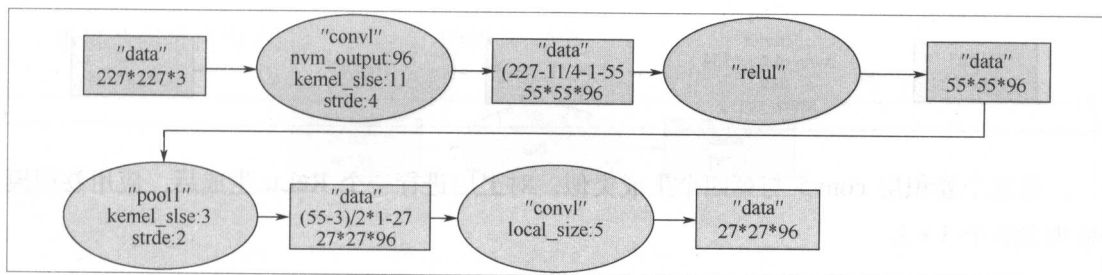 "data"
227*227*3
"convl"
nvm_output:96
kemel_slse:11
strde:4
"data"
(227-11/4-1-55
55*55*96
"relul"
"data"
55*55*96
"pool1"
kemel_slse:3
strde:2
"data"
(55-3)/2*1-27
27*27*96
"convl"
local_size:5
"data"
27*27*96